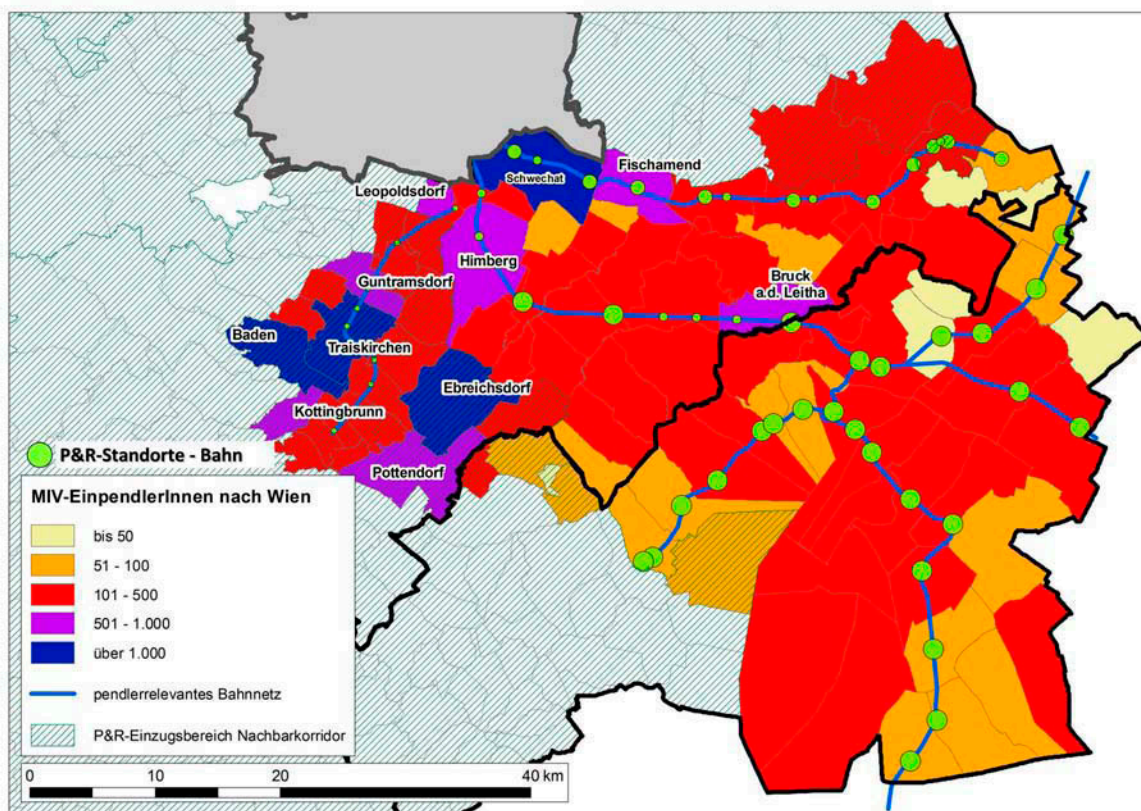 Fischamend
Schwechat
Leopoldsdorf
Himberg
Guntramsdorf
Bruck
a.d. Leitha
Baden
Traiskirchen
Ebreichsdorf
Kottingbrunn
Pottendorf
P&R-Standorte - Bahn
MIV-EinpendlerInnen nach Wien
bis 50
51 - 100
101 - 500
501 - 1.000
über 1.000
pendlerrelevantes Bahnnetz
P&R-Einzugsbereich Nachbarkorridor
0 10 20 40 km